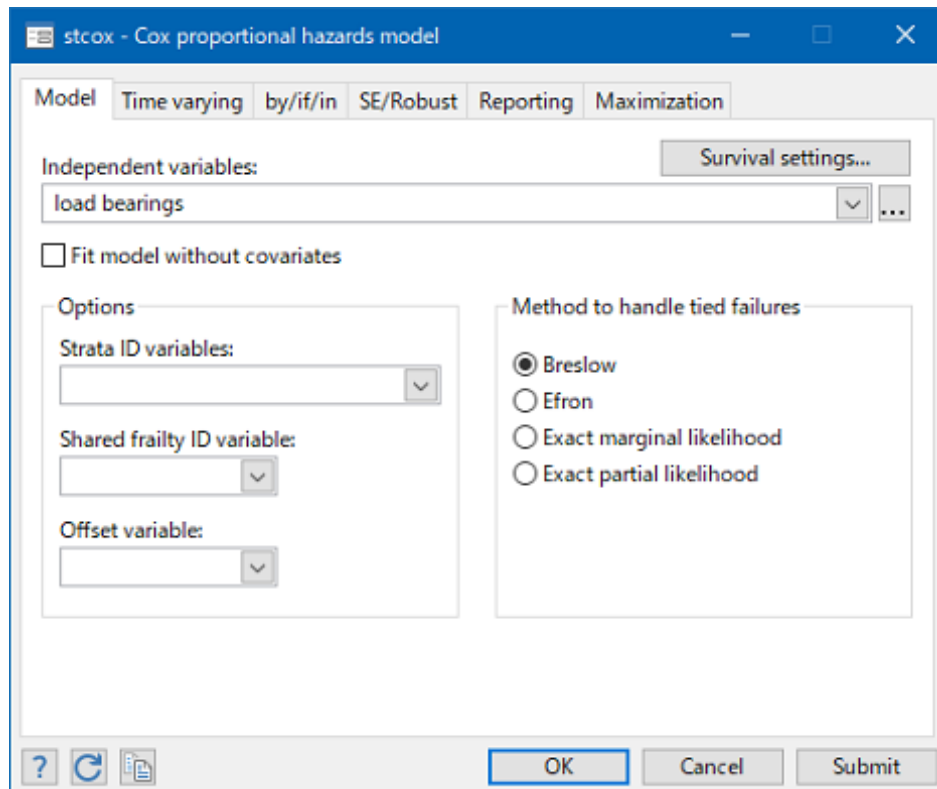 stcox - Cox proportional hazards model
Model Time varying by/if/in SE/Robust Reporting Maximization
Survival settings...
Independent variables:
load bearings
...
Fit model without covariates
Options
Strata ID variables:
Shared frailty ID variable:
Offset variable:
Method to handle tied failures
Breslow
Efron
Exact marginal likelihood
Exact partial likelihood
? OK Cancel Submit